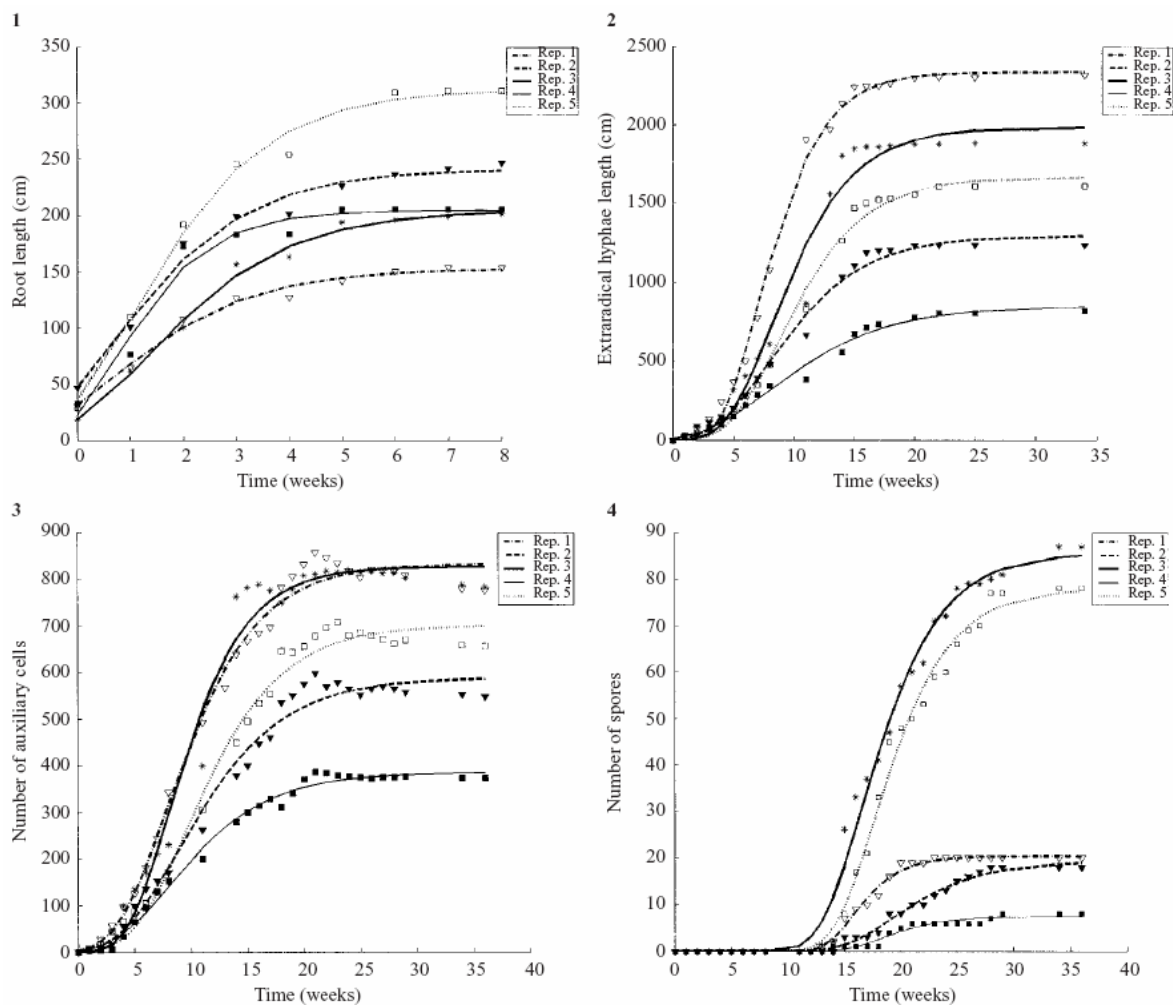 1
350
300
250
200
150
100
50
0
Root length (cm)
0 1 2 3 4 5 6 7 8
Time (weeks)
Rep. 1
Rep. 2
Rep. 3
Rep. 4
Rep. 5
2
2500
2000
1500
1000
500
0
Extraradical hyphae length (cm)
0 5 10 15 20 25 30 35
Time (weeks)
Rep. 1
Rep. 2
Rep. 3
Rep. 4
Rep. 5
3
900
800
700
600
500
400
300
200
100
0
Number of auxiliary cells
0 5 10 15 20 25 30 35 40
Time (weeks)
Rep. 1
Rep. 2
Rep. 3
Rep. 4
Rep. 5
4
90
80
70
60
50
40
30
20
10
0
Number of spores
0 5 10 15 20 29 30 35 40
Time (weeks)
Rep. 1
Rep. 2
Rep. 3
Rep. 4
Rep. 5